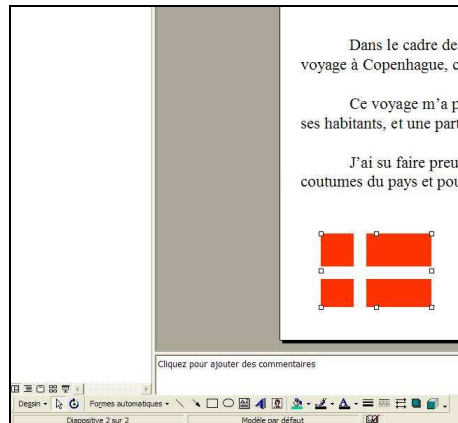 Dans le cadre de
voyage à Copenhague, c
Ce voyage m'a p
ses habitants, et une part
J'ai su faire preu
coutumes du pays et pou
Cliquez pour ajouter des commentaires
Dessin
Formes automatiques
Diapositive 2 sur 2
Modèle par défaut